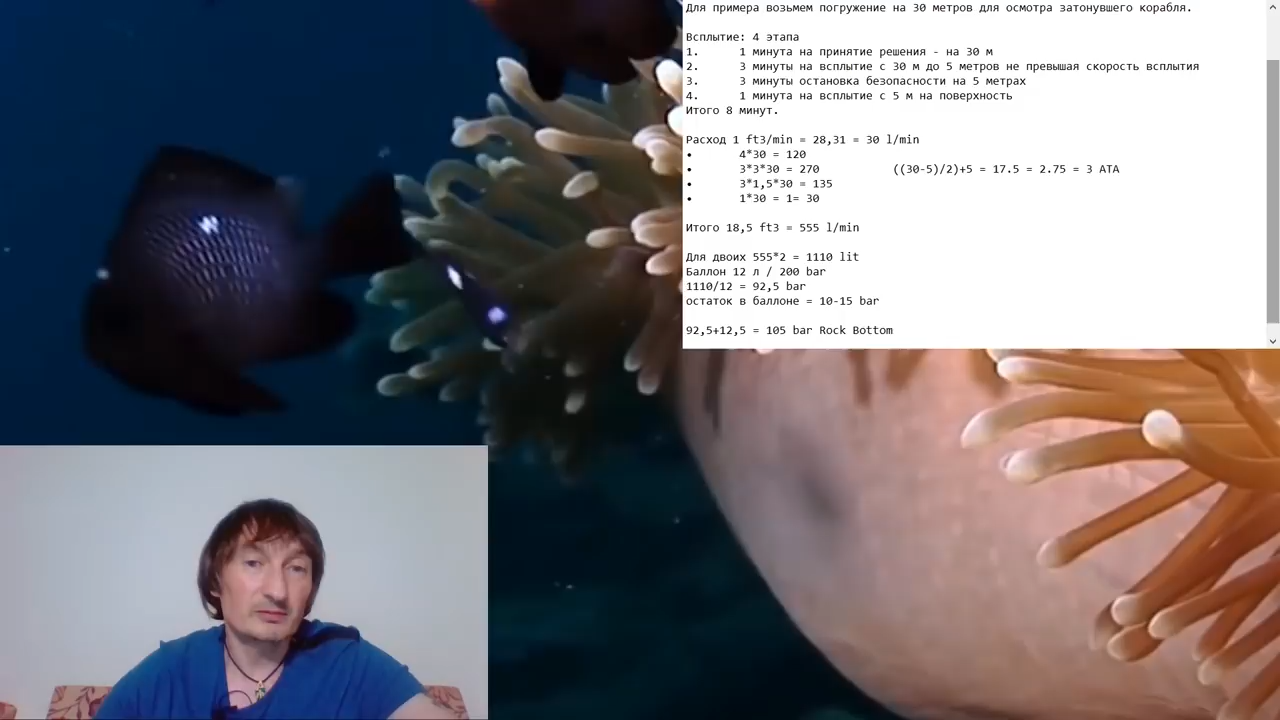 Для примера возьмем погружение на 30 метров для осмотра затонувшего корабля.
Всплытие: 4 этапа
1. 1 минута на принятие решения - на 30 м
2. 3 минуты на всплытие с 30 м до 5 метров не превышая скорость всплытия
3. 3 минуты остановка безопасности на 5 метрах
4. 1 минута на всплытие с 5 м на поверхность
Итого 8 минут.
Расход 1 ft3/min = 28,31 = 30 l/min
• 4*30 = 120
• 3*3*30 = 270 ((30-5)/2)+5 = 17.5 = 2.75 = 3 ATA
• 3*1,5*30 = 135
• 1*30 = 1= 30
Итого 18,5 ft3 = 555 l/min
Для двоих 555*2 = 1110 lit
Баллон 12 л / 200 bar
1110/12 = 92,5 bar
остаток в баллоне = 10-15 bar
92,5+12,5 = 105 bar Rock Bottom